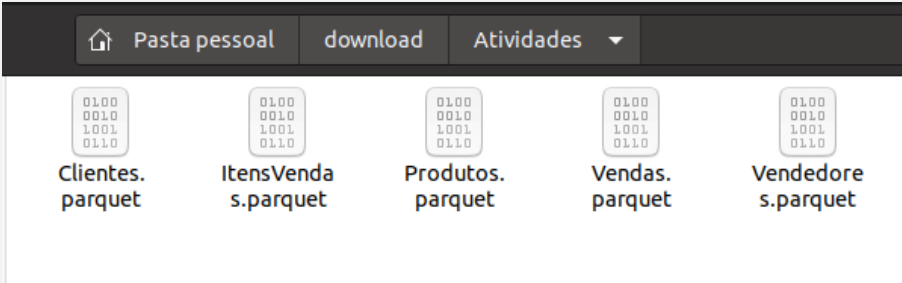 Pasta pessoal download Atividades
0100 0100 0100 0100 0100
0010 0010 0010 0010 0010
1001 1001 1001 1001 1001
0110 0110 0110 0110 0110
Clientes. ItensVenda Produtos. Vendas. Vendedore
parquet s.parquet parquet parquet s.parquet